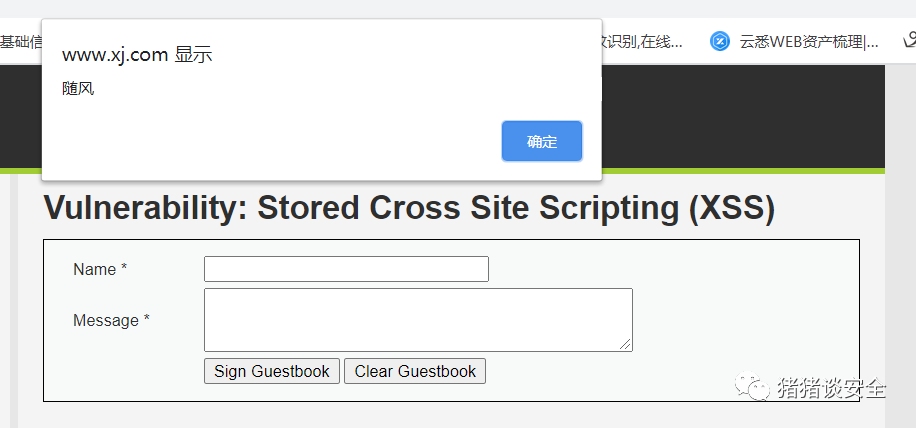 www.xj.com 显示
随风
确定
基础信
识别,在线...
云悉WEB资产梳理|...
Vulnerability: Stored Cross Site Scripting (XSS)
Name *
Message *
Sign Guestbook Clear Guestbook
猪猪谈安全